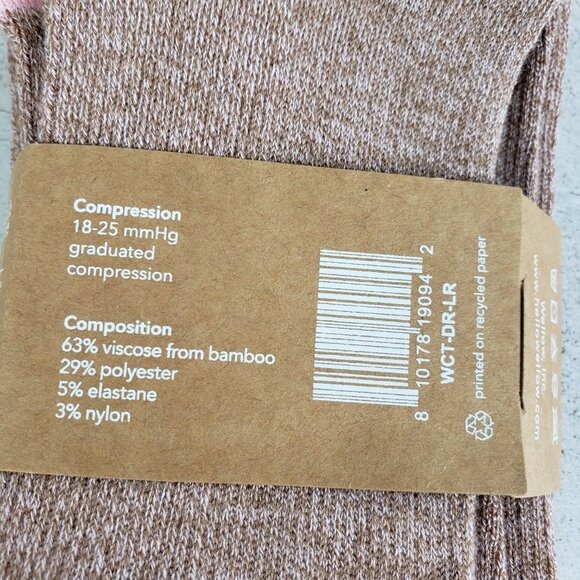 Compression
18-25 mmHg
graduated
compression
Composition
63% viscose from bamboo
29% polyester
5% elastane
3% nylon
8 10178 19094 2
WCT-DR-LR
printed on recycled paper